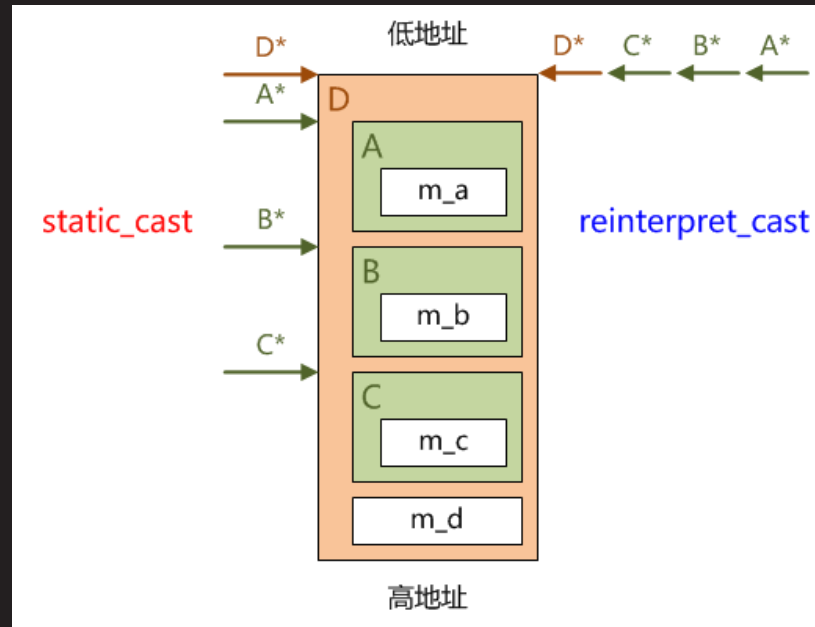 低地址
D*
D* C* B* A*
A*
D
A
m_a
static_cast
B*
reinterpret_cast
B
m_b
C*
C
m_c
m_d
高地址